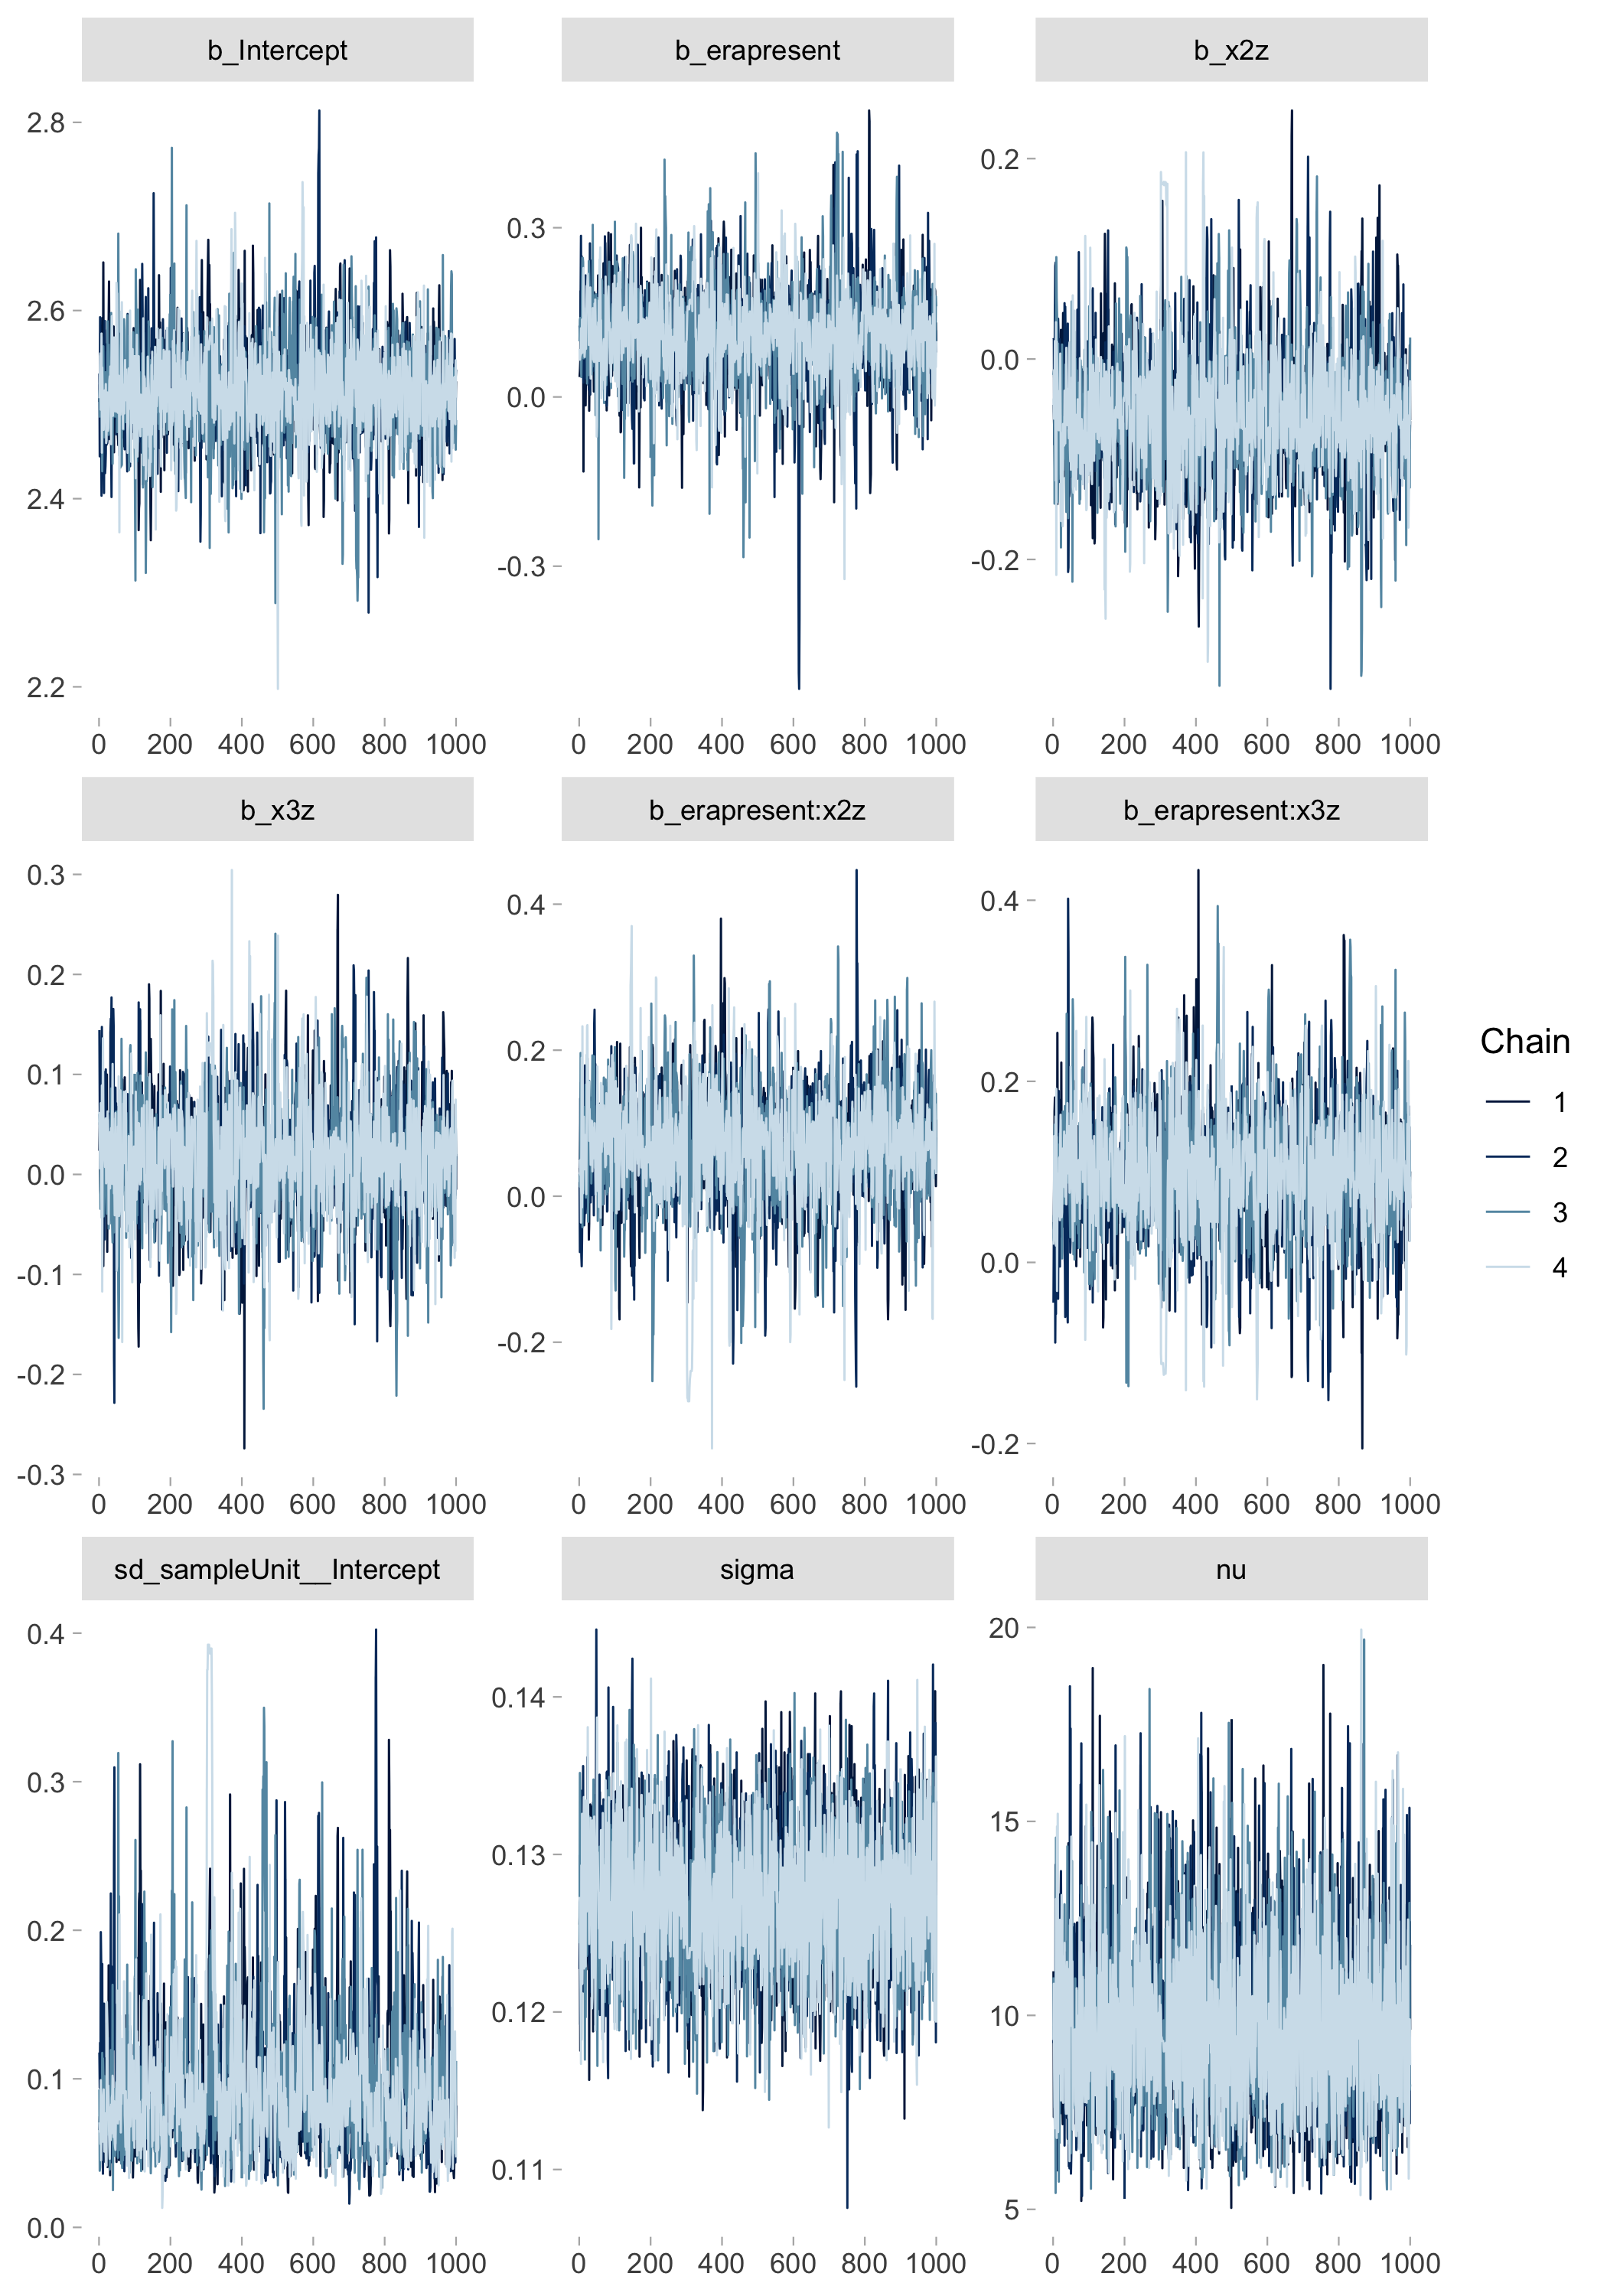 b_Intercept
b_erapresent
b_x2z
2.8
2.6
2.4
2.2
0.3
0.0
-0.3
0.2
0.0
-0.2
0 200 400 600 800 1000
0 200 400 600 800 1000
0 200 400 600 800 1000
b_x3z
b_erapresent:x2z
b_erapresent:x3z
0.3
0.2
0.1
0.0
-0.1
-0.2
-0.3
0.4
0.2
0.0
-0.2
0.4
0.2
0.0
-0.2
0 200 400 600 800 1000
0 200 400 600 800 1000
0 200 400 600 800 1000
Chain
1
2
3
4
sd_sampleUnit__Intercept
sigma
nu
0.4
0.3
0.2
0.1
0.0
0.14
0.13
0.12
0.11
20
15
10
5
0 200 400 600 800 1000
0 200 400 600 800 1000
0 200 400 600 800 1000